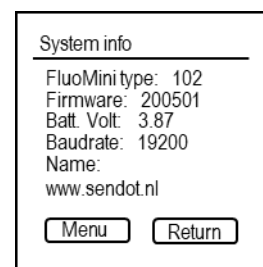 System info
FluoMini type: 102
Firmware: 200501
Batt. Volt: 3.87
Baudrate: 19200
Name:
www.sendot.nl
Menu Return